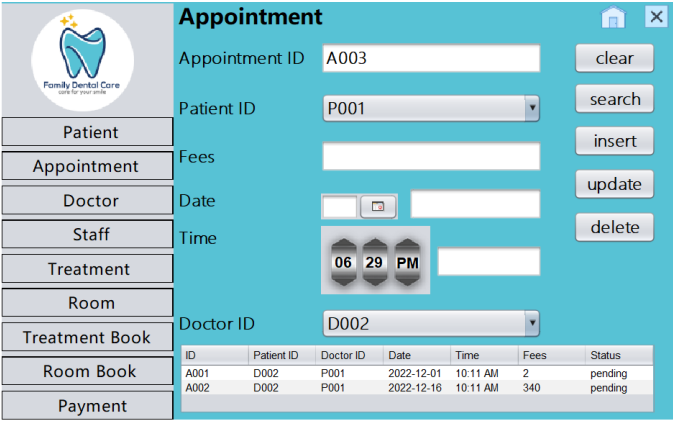 Appointment
Family Dental Care
care for your smile
Patient
Appointment
Doctor
Staff
Treatment
Room
Treatment Book
Room Book
Payment
Appointment ID A003
Patient ID P001
Fees
Date
Time
06 29 PM
Doctor ID D002
clear
search
insert
update
delete
ID Patient ID Doctor ID Date Time Fees Status
A001 D002 P001 2022-12-01 10:11 AM 2 pending
A002 D002 P001 2022-12-16 10:11 AM 340 pending